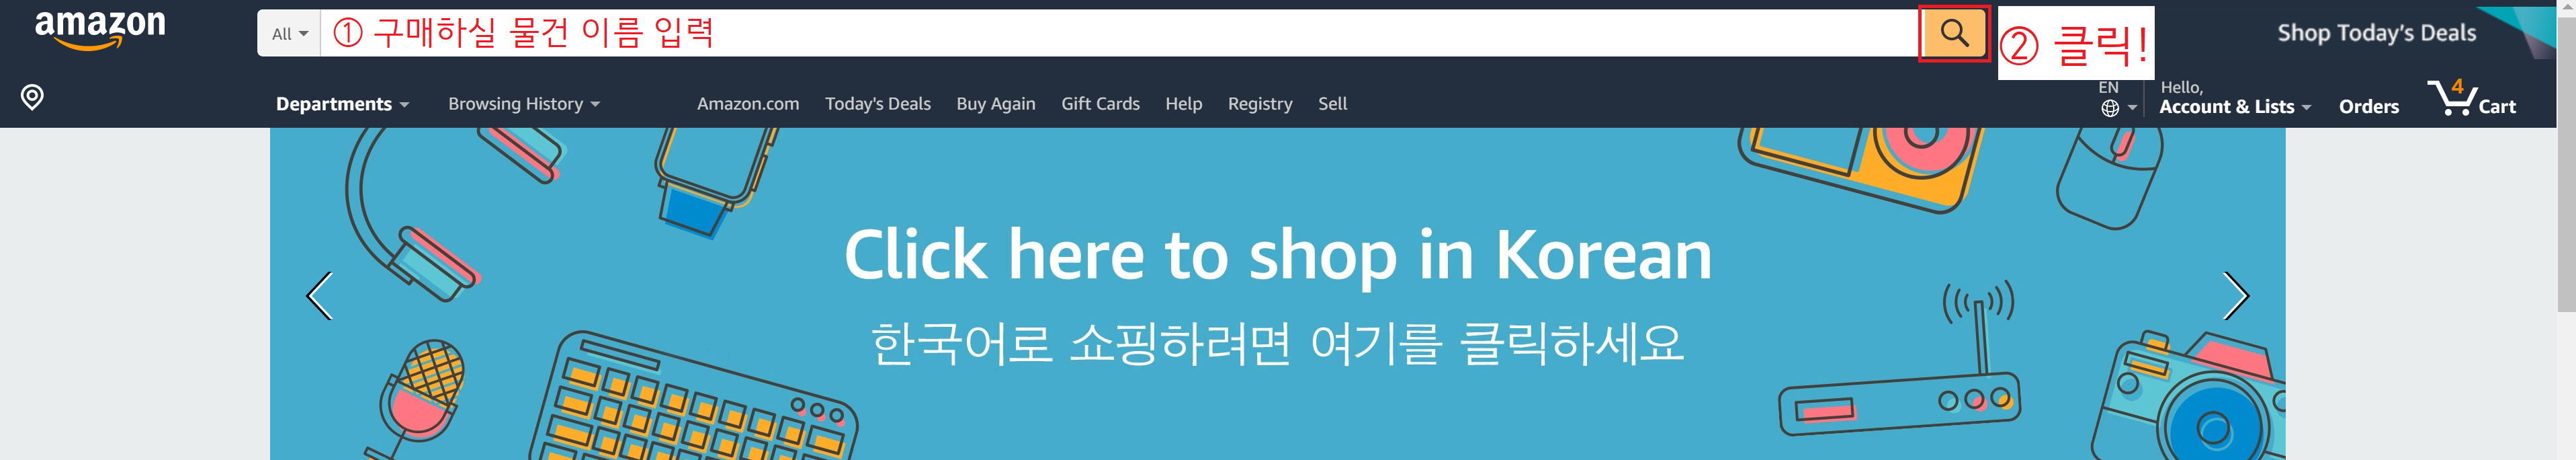 amazon
All ① 구매하실 물건 이름 입력
② 클릭!
Shop Today's Deals
Departments Browsing History Amazon.com Today's Deals Buy Again Gift Cards Help Registry Sell
EN
Hello,
Account & Lists
Orders
4
Cart
Click here to shop in Korean
한국어로 쇼핑하려면 여기를 클릭하세요